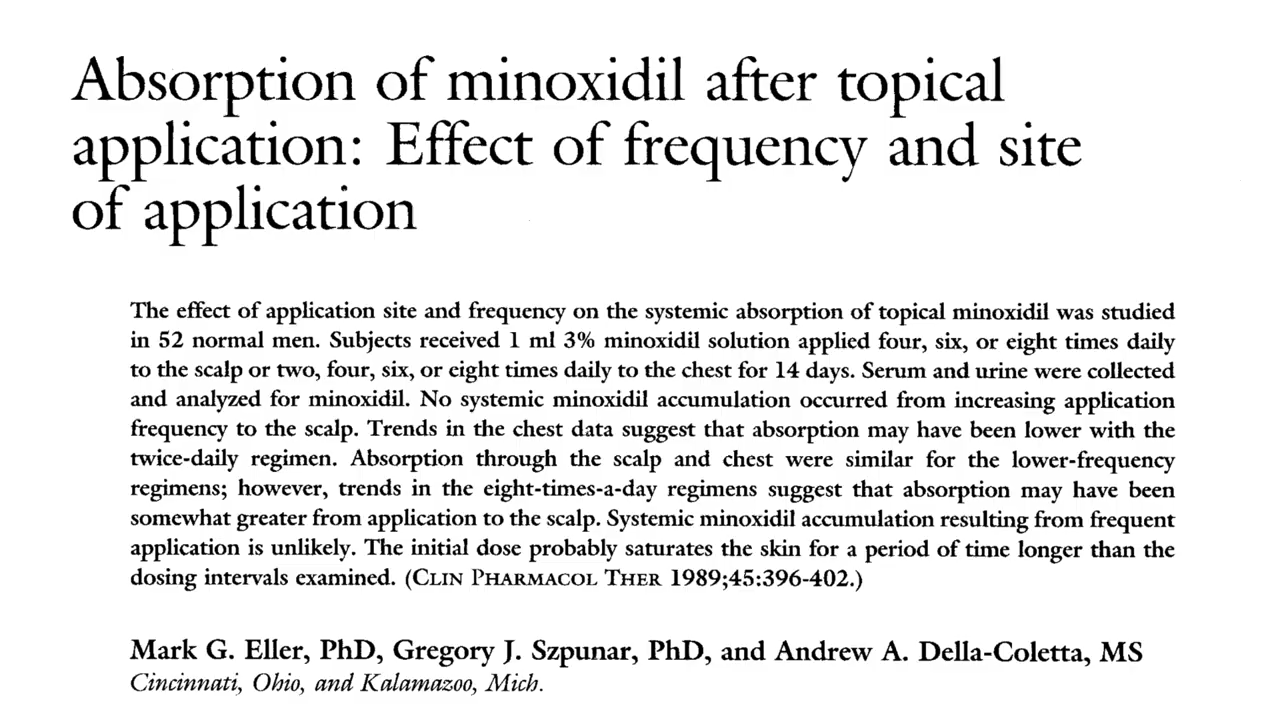 Absorption of minoxidil after topical
application: Effect of frequency and site
of application
The effect of application site and frequency on the systemic absorption of topical minoxidil was studied
in 52 normal men. Subjects received 1 ml 3% minoxidil solution applied four, six, or eight times daily
to the scalp or two, four, six, or eight times daily to the chest for 14 days. Serum and urine were collected
and analyzed for minoxidil. No systemic minoxidil accumulation occurred from increasing application
frequency to the scalp. Trends in the chest data suggest that absorption may have been lower with the
twice-daily regimen. Absorption through the scalp and chest were similar for the lower-frequency
regimens; however, trends in the eight-times-a-day regimens suggest that absorption may have been
somewhat greater from application to the scalp. Systemic minoxidil accumulation resulting from frequent
application is unlikely. The initial dose probably saturates the skin for a period of time longer than the
dosing intervals examined. (CLIN PHARMACOL THER 1989;45:396-402.)
Mark G. Eller, PhD, Gregory J. Szpunar, PhD, and Andrew A. Della-Coletta, MS
Cincinnati, Ohio, and Kalamazoo, Mich.